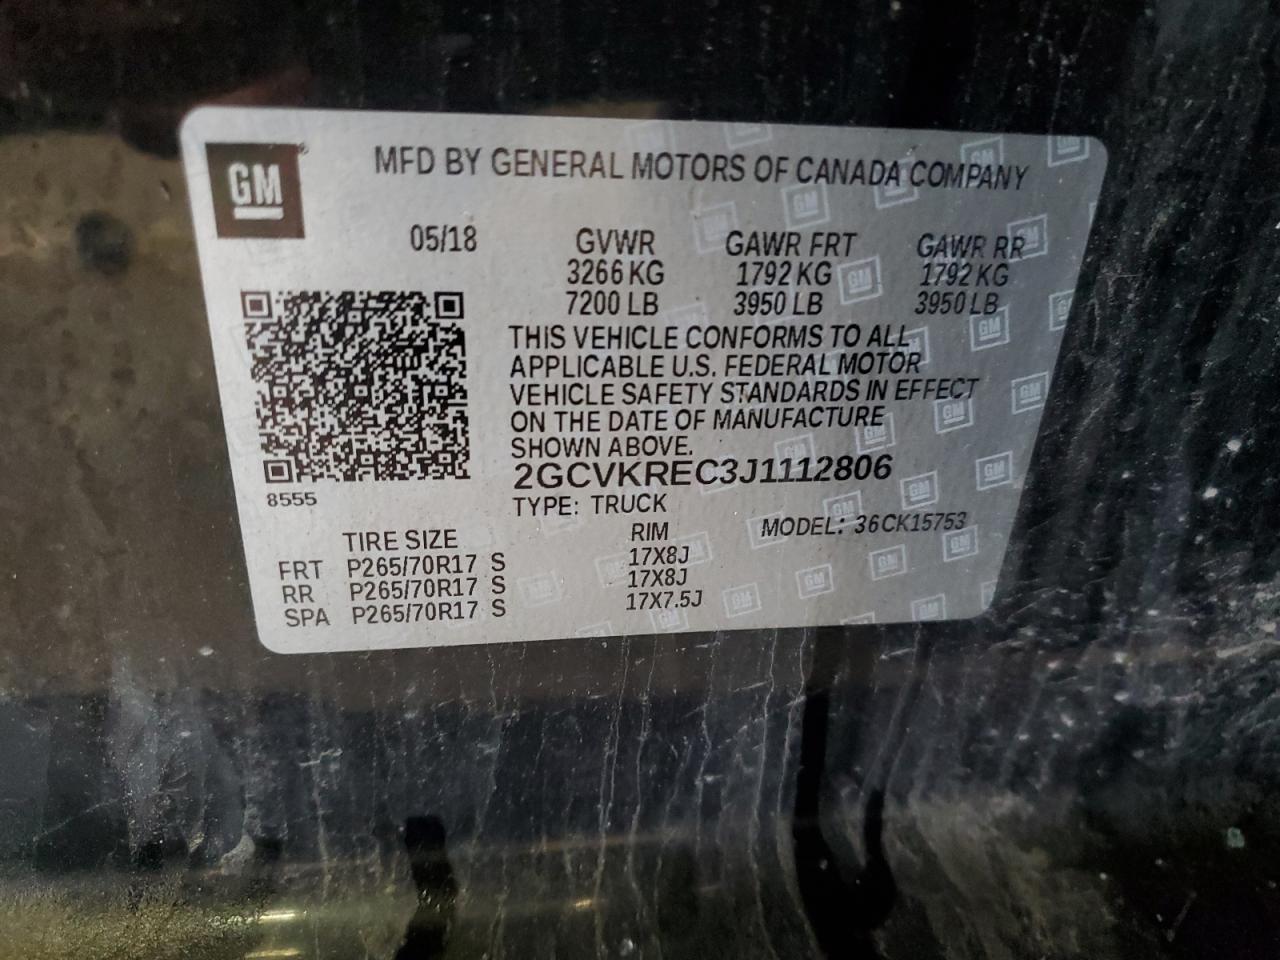 GM
MFD BY GENERAL MOTORS OF CANADA COMPANY
05/18 GVWR GAWR FRT GAWR RR
3266 KG 1792 KG 1792 KG
7200 LB 3950 LB 3950 LB
THIS VEHICLE CONFORMS TO ALL
APPLICABLE U.S. FEDERAL MOTOR
VEHICLE SAFETY STANDARDS IN EFFECT
ON THE DATE OF MANUFACTURE
SHOWN ABOVE.
2GCVKREC3J1112806
8555
TYPE: TRUCK
MODEL: 36CK15753
TIRE SIZE RIM
FRT P265/70R17 S 17X8J
RR P265/70R17 S 17X8J
SPA P265/70R17 S 17X7.5J